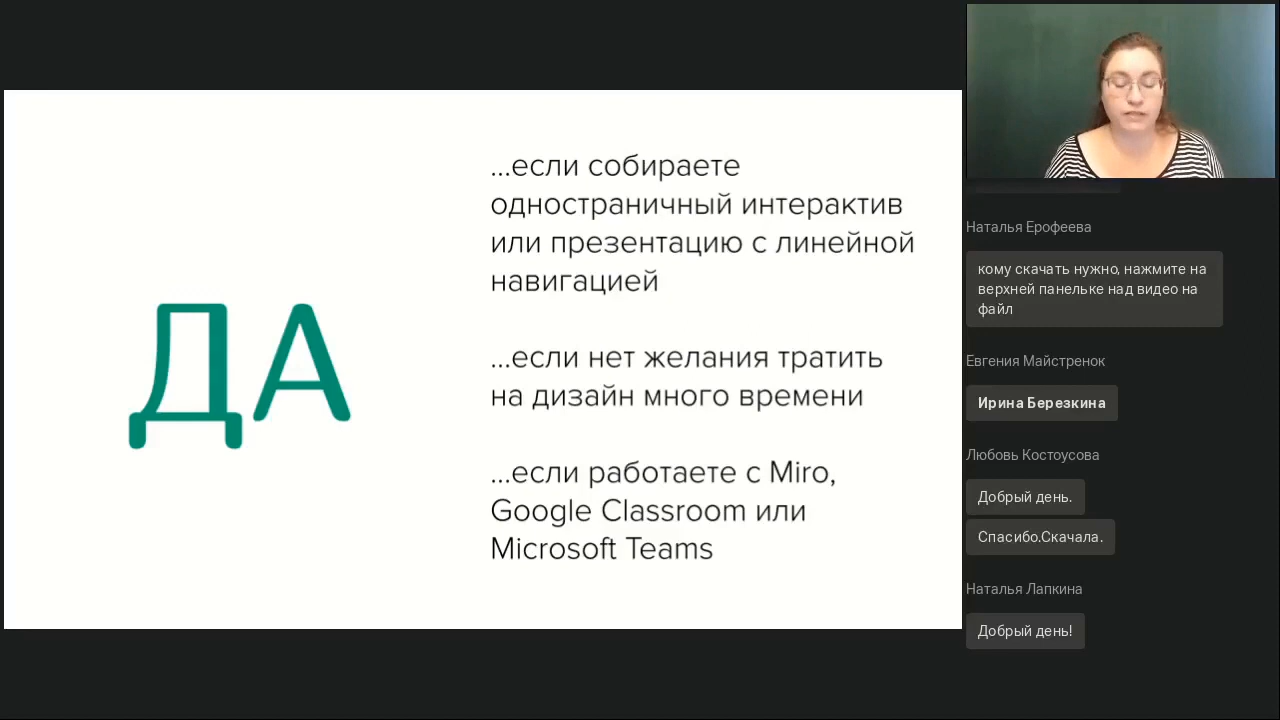 ДА
...если собираете
одностраничный интерактив
или презентацию с линейной
навигацией
...если нет желания тратить
на дизайн много времени
...если работаете с Miro,
Google Classroom или
Microsoft Teams
Наталья Ерофеева
кому скачать нужно, нажмите на
верхней панельке над видео на
файл
Евгения Майстренок
Ирина Березкина
Любовь Костоусова
Добрый день.
Спасибо.Скачала.
Наталья Лапкина
Добрый день!